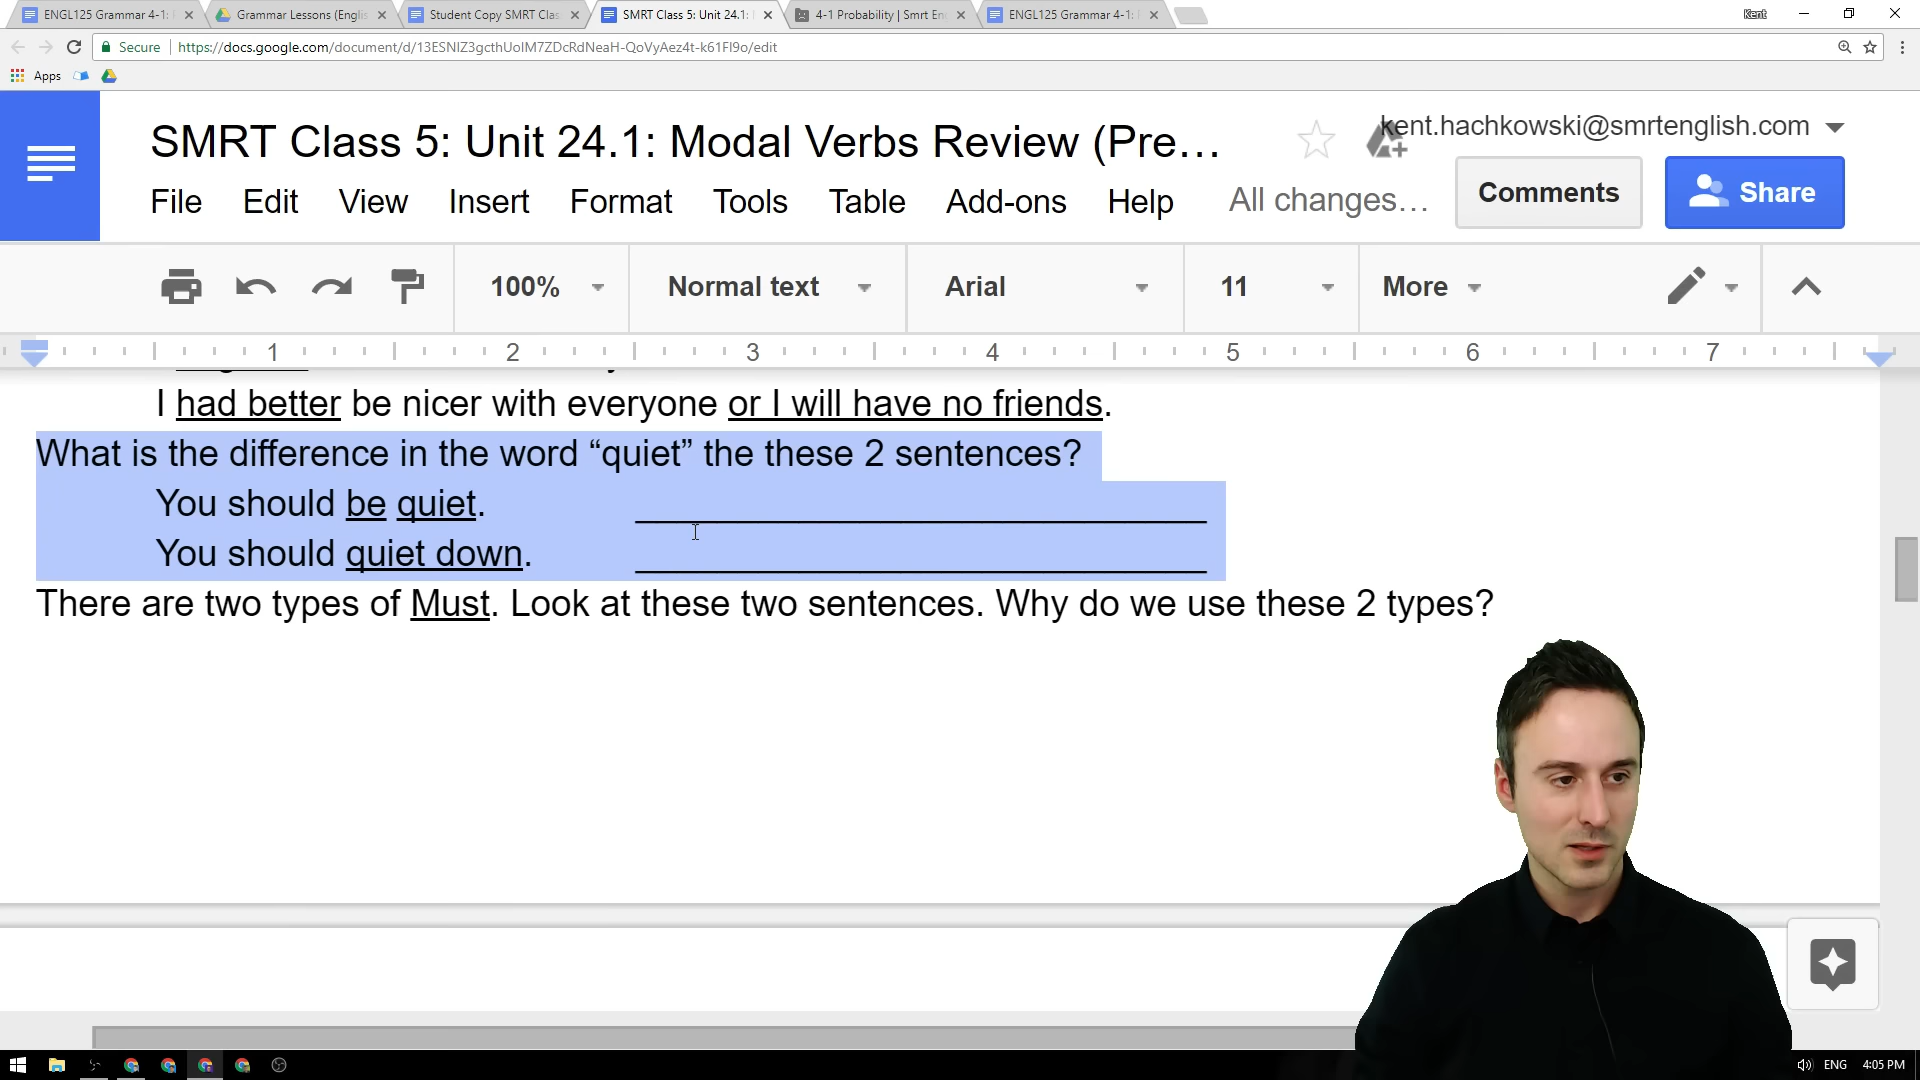 ENGL125 Grammar 4-1:
Grammar Lessons (Englis
Student Copy SMRT Clas
SMRT Class 5: Unit 24.1:
4-1 Probability | Smrt En
ENGL125 Grammar 4-1:
Kent
Secure
https://docs.google.com/document/d/13ESNlZ3gcthUoIM7ZDcRdNeaH-QoVyAez4t-k61Fl9o/edit
Apps
SMRT Class 5: Unit 24.1: Modal Verbs Review (Pre…
kent.hachkowski@smrtenglish.com
File Edit View Insert Format Tools Table Add-ons Help All changes…
Comments
Share
100% Normal text Arial 11 More
1 2 3 4 5 6 7
I had better be nicer with everyone or I will have no friends.
What is the difference in the word “quiet” the these 2 sentences?
You should be quiet.
You should quiet down.
There are two types of Must. Look at these two sentences. Why do we use these 2 types?
ENG 4:05 PM